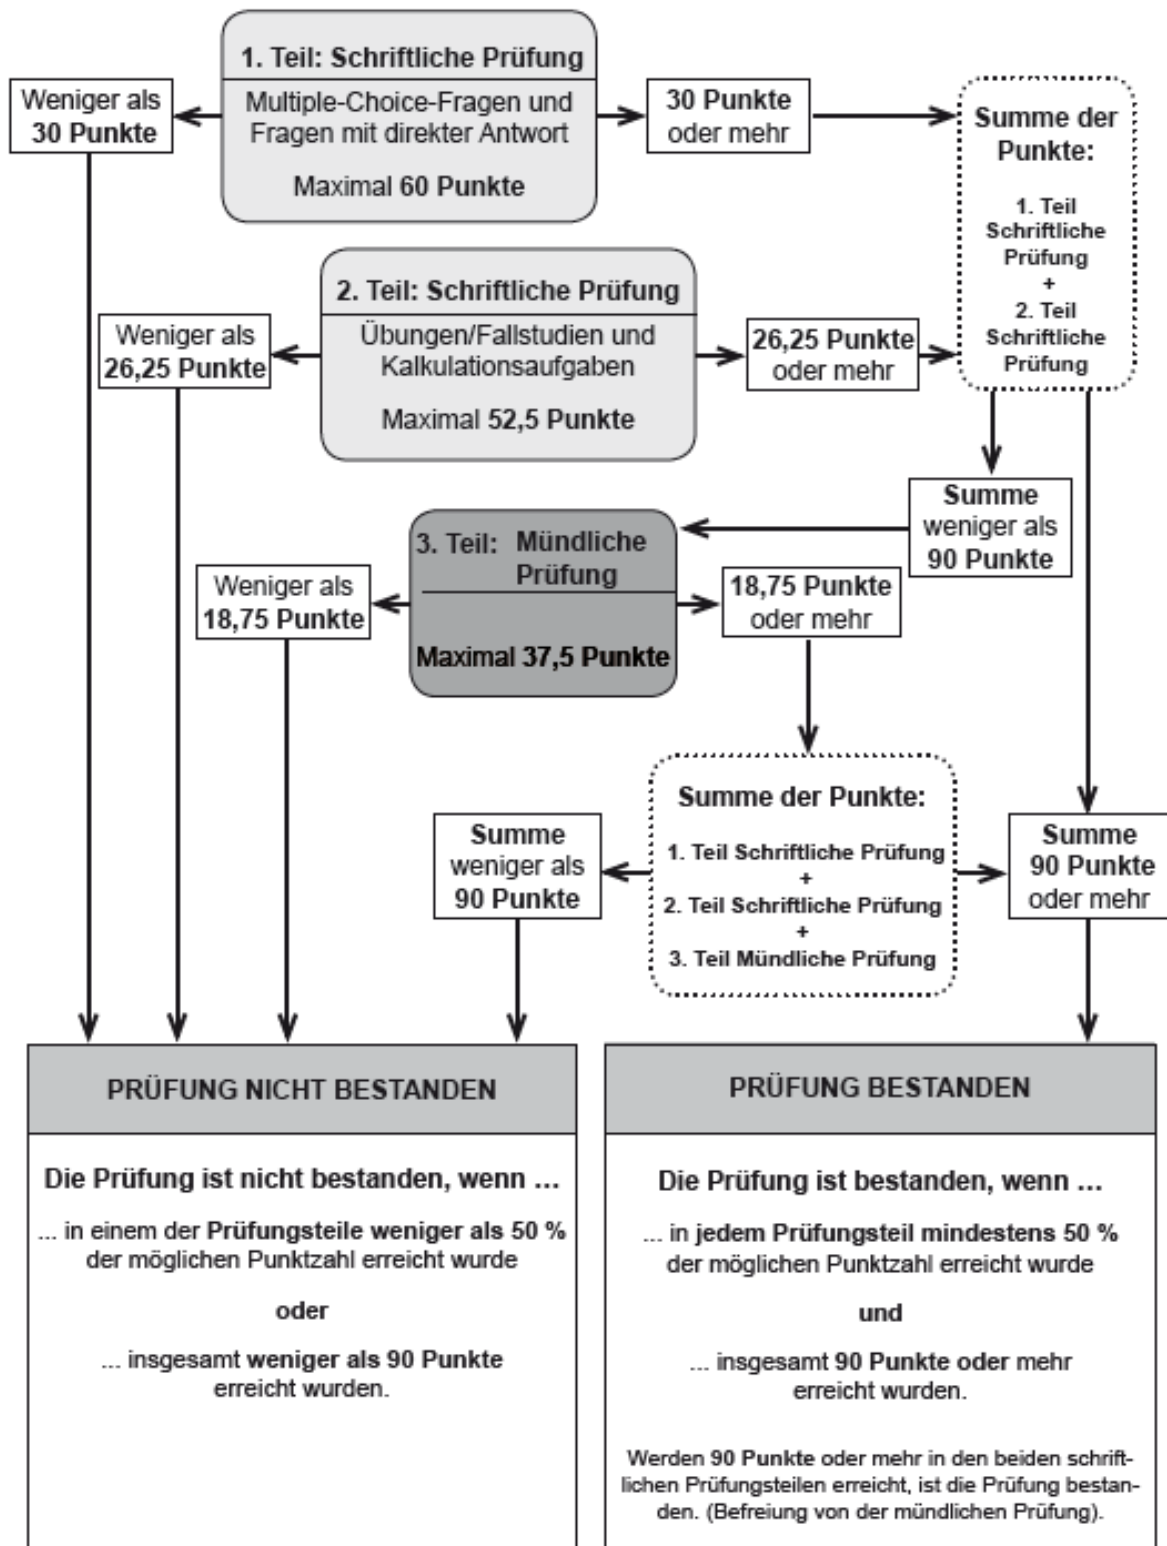 1. Teil: Schriftliche Prüfung
Multiple-Choice-Fragen und
Fragen mit direkter Antwort
Maximal 60 Punkte
Weniger als
30 Punkte
30 Punkte
oder mehr
Summe der
Punkte:
1. Teil
Schriftliche
Prüfung
+
2. Teil
Schriftliche
Prüfung
2. Teil: Schriftliche Prüfung
Übungen/Fallstudien und
Kalkulationsaufgaben
Maximal 52,5 Punkte
Weniger als
26,25 Punkte
26,25 Punkte
oder mehr
Summe
weniger als
90 Punkte
3. Teil: Mündliche
Prüfung
Maximal 37,5 Punkte
Weniger als
18,75 Punkte
18,75 Punkte
oder mehr
Summe der Punkte:
1. Teil Schriftliche Prüfung
+
2. Teil Schriftliche Prüfung
+
3. Teil Mündliche Prüfung
Summe
weniger als
90 Punkte
Summe
90 Punkte
oder mehr
PRÜFUNG NICHT BESTANDEN
Die Prüfung ist nicht bestanden, wenn ...
... in einem der Prüfungsteile weniger als 50 %
der möglichen Punktzahl erreicht wurde
oder
... insgesamt weniger als 90 Punkte
erreicht wurden.
PRÜFUNG BESTANDEN
Die Prüfung ist bestanden, wenn ...
... in jedem Prüfungsteil mindestens 50 %
der möglichen Punktzahl erreicht wurde
und
... insgesamt 90 Punkte oder mehr
erreicht wurden.
Werden 90 Punkte oder mehr in den beiden schrift-
lichen Prüfungsteilen erreicht, ist die Prüfung bestan-
den. (Befreiung von der mündlichen Prüfung).